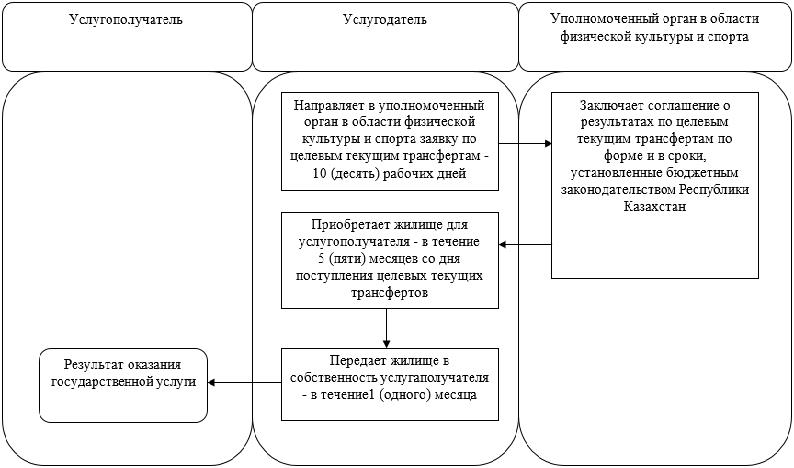 Услугополучатель
Услугодатель
Уполномоченный орган в области
физической культуры и спорта
Направляет в уполномоченный
орган в области физической
культуры и спорта заявку по
целевым текущим трансфертам -
10 (десять) рабочих дней
Заключает соглашение о
результатах по целевым
текущим трансфертам по
форме и в сроки,
установленные бюджетным
законодательством Республики
Казахстан
Приобретает жилище для
услугополучателя - в течение
5 (пяти) месяцев со дня
поступления целевых текущих
трансфертов
Передает жилище в
собственность услугаполучателя
- в течение1 (одного) месяца
Результат оказания
государственной услуги